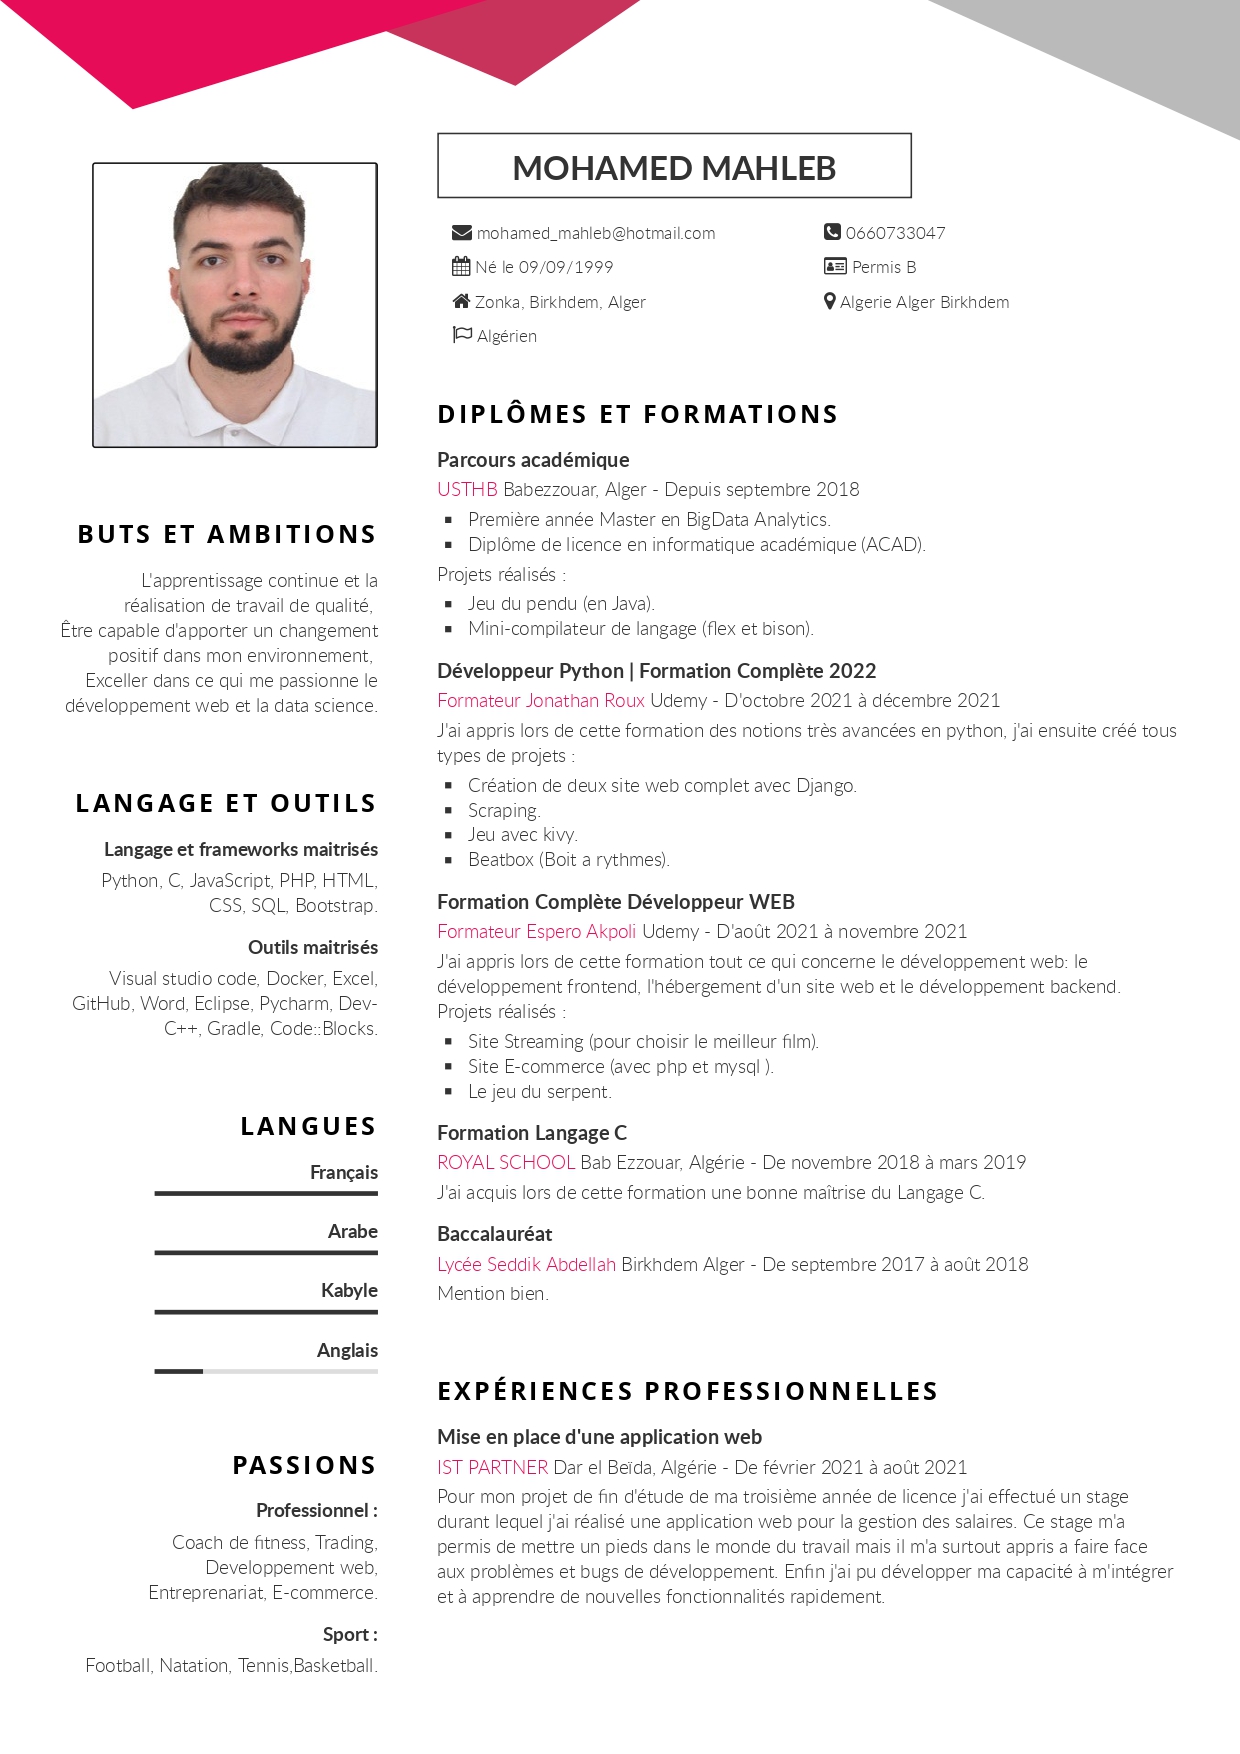 MOHAMED MAHLEB
mohamed_mahleb@hotmail.com
0660733047
Né le 09/09/1999
Permis B
Zonka, Birkhdem, Alger
Algerie Alger Birkhdem
Algérien
BUTS ET AMBITIONS
L'apprentissage continue et la
réalisation de travail de qualité,
Être capable d'apporter un changement
positif dans mon environnement,
Exceller dans ce qui me passionne le
développement web et la data science.
LANGAGE ET OUTILS
Langage et frameworks maitrisés
Python, C, JavaScript, PHP, HTML,
CSS, SQL, Bootstrap.
Outils maitrisés
Visual studio code, Docker, Excel,
GitHub, Word, Eclipse, Pycharm, Dev-
C++, Gradle, Code::Blocks.
LANGUES
Français
Arabe
Kabyle
Anglais
PASSIONS
Professionnel :
Coach de fitness, Trading,
Developpement web,
Entreprenariat, E-commerce.
Sport :
Football, Natation, Tennis,Basketball.
DIPLÔMES ET FORMATIONS
Parcours académique
USTHB Babezzouar, Alger - Depuis septembre 2018
▪ Première année Master en BigData Analytics.
▪ Diplôme de licence en informatique académique (ACAD).
Projets réalisés :
▪ Jeu du pendu (en Java).
▪ Mini-compilateur de langage (flex et bison).
Développeur Python | Formation Complète 2022
Formateur Jonathan Roux Udemy - D'octobre 2021 à décembre 2021
J'ai appris lors de cette formation des notions très avancées en python, j'ai ensuite créé tous
types de projets :
▪ Création de deux site web complet avec Django.
▪ Scraping.
▪ Jeu avec kivy.
▪ Beatbox (Boit a rythmes).
Formation Complète Développeur WEB
Formateur Espero Akpoli Udemy - D'août 2021 à novembre 2021
J'ai appris lors de cette formation tout ce qui concerne le développement web: le
développement frontend, l'hébergement d'un site web et le développement backend.
Projets réalisés :
▪ Site Streaming (pour choisir le meilleur film).
▪ Site E-commerce (avec php et mysql ).
▪ Le jeu du serpent.
Formation Langage C
ROYAL SCHOOL Bab Ezzouar, Algérie - De novembre 2018 à mars 2019
J'ai acquis lors de cette formation une bonne maîtrise du Langage C.
Baccalauréat
Lycée Seddik Abdellah Birkhdem Alger - De septembre 2017 à août 2018
Mention bien.
EXPÉRIENCES PROFESSIONNELLES
Mise en place d'une application web
IST PARTNER Dar el Beïda, Algérie - De février 2021 à août 2021
Pour mon projet de fin d'étude de ma troisième année de licence j'ai effectué un stage
durant lequel j'ai réalisé une application web pour la gestion des salaires. Ce stage m'a
permis de mettre un pieds dans le monde du travail mais il m'a surtout appris a faire face
aux problèmes et bugs de développement. Enfin j'ai pu développer ma capacité à m'intégrer
et à apprendre de nouvelles fonctionnalités rapidement.